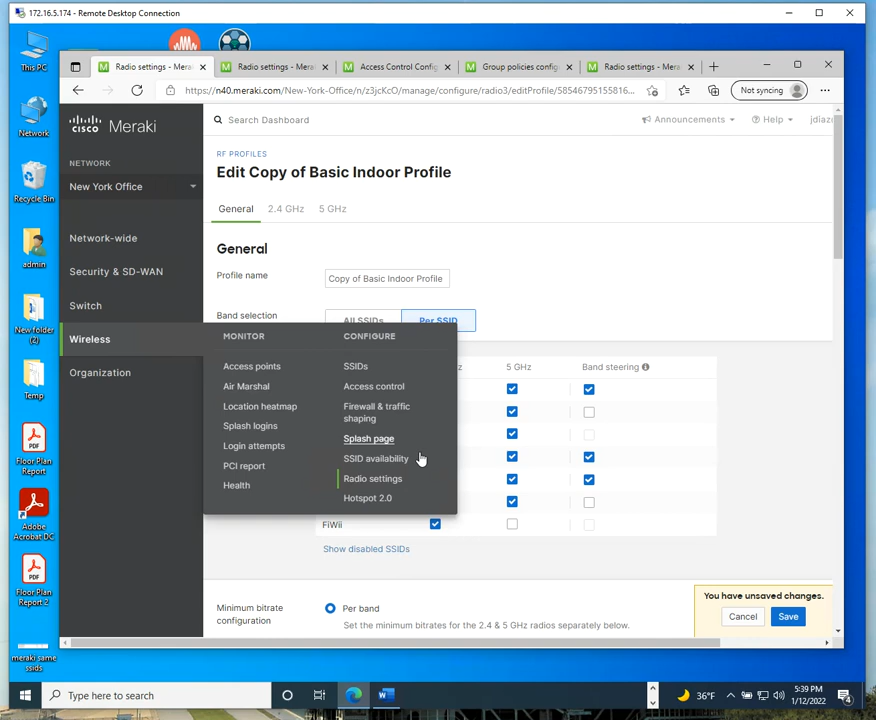 172.16.5.174 - Remote Desktop Connection
This PC
Network
Recycle Bin
admin
New folder (2)
Temp
Floor Plan Report
Adobe Acrobat DC
Floor Plan Report 2
meraki same ssids
Radio settings - Mera
Radio settings - Mera
Access Control Config
Group policies config
Radio settings - Mera
https://n40.meraki.com/New-York-Office/n/z3jcKcO/manage/configure/radio3/editProfile/58546795155816...
Not syncing
CISCO Meraki
Search Dashboard
Announcements
Help
jdiazc
NETWORK
New York Office
Network-wide
Security & SD-WAN
Switch
Wireless
Organization
RF PROFILES
Edit Copy of Basic Indoor Profile
General
2.4 GHz
5 GHz
General
Profile name
Copy of Basic Indoor Profile
Band selection
All SSIDs
Per SSID
MONITOR
Access points
Air Marshal
Location heatmap
Splash logins
Login attempts
PCI report
Health
CONFIGURE
SSIDs
Access control
Firewall & traffic
shaping
Splash page
SSID availability
Radio settings
Hotspot 2.0
5 GHz
Band steering
FiWii
Show disabled SSIDs
Minimum bitrate
configuration
Per band
Set the minimum bitrates for the 2.4 & 5 GHz radios separately below.
You have unsaved changes.
Cancel
Save
Type here to search
36°F
5:39 PM
1/12/2022
4